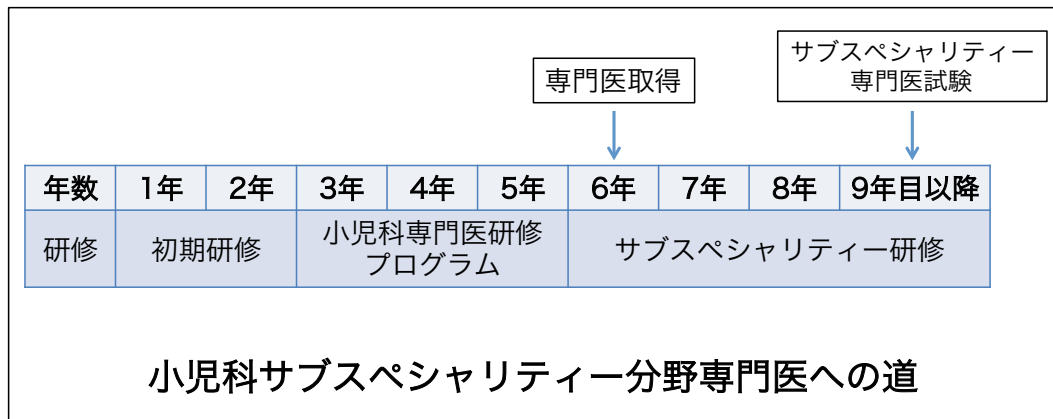 サブスペシャリティー
専門医試験
専門医取得
年数 1年 2年 3年 4年 5年 6年 7年 8年 9年目以降
研修 初期研修 小児科専門医研修 サブスペシャリティー研修
プログラム
小児科サブスペシャリティー分野専門医への道